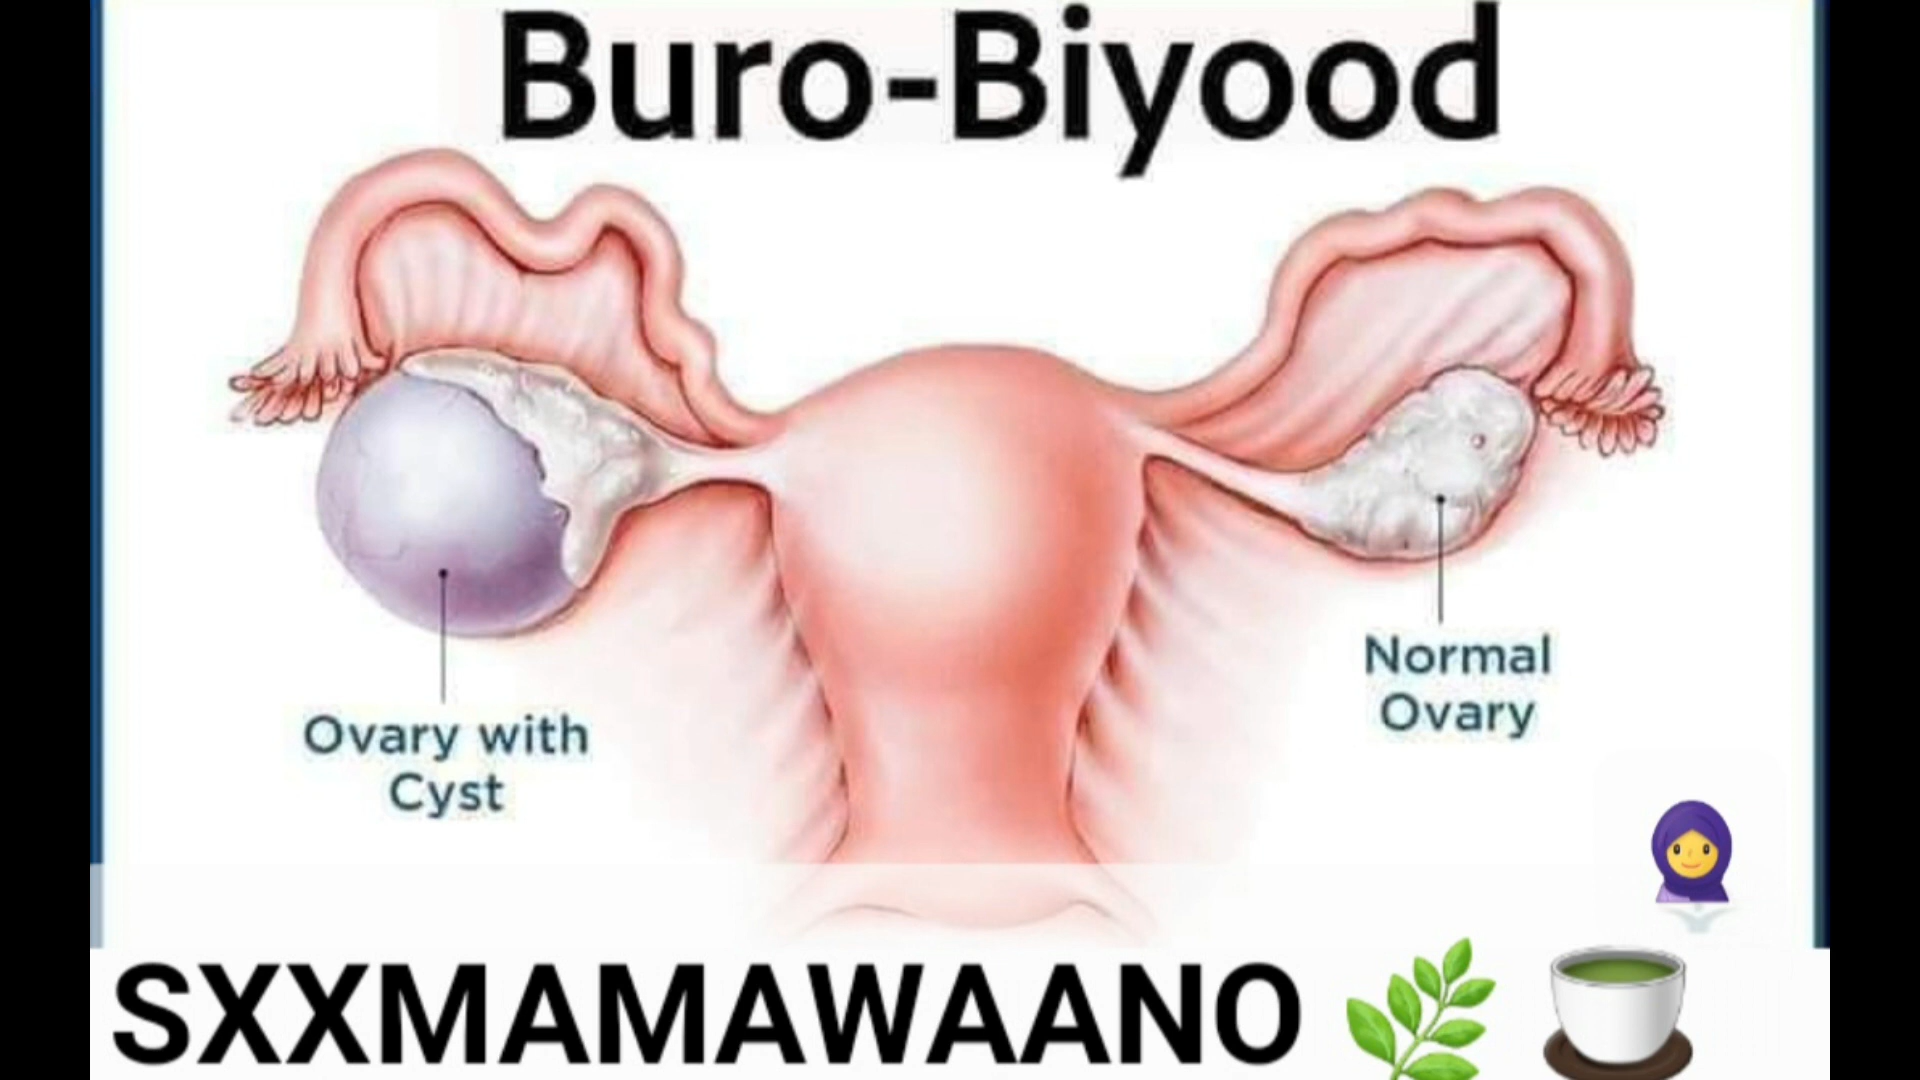 Buro-Biyood
Ovary with
Cyst
Normal
Ovary
SXXMAMAWAANO